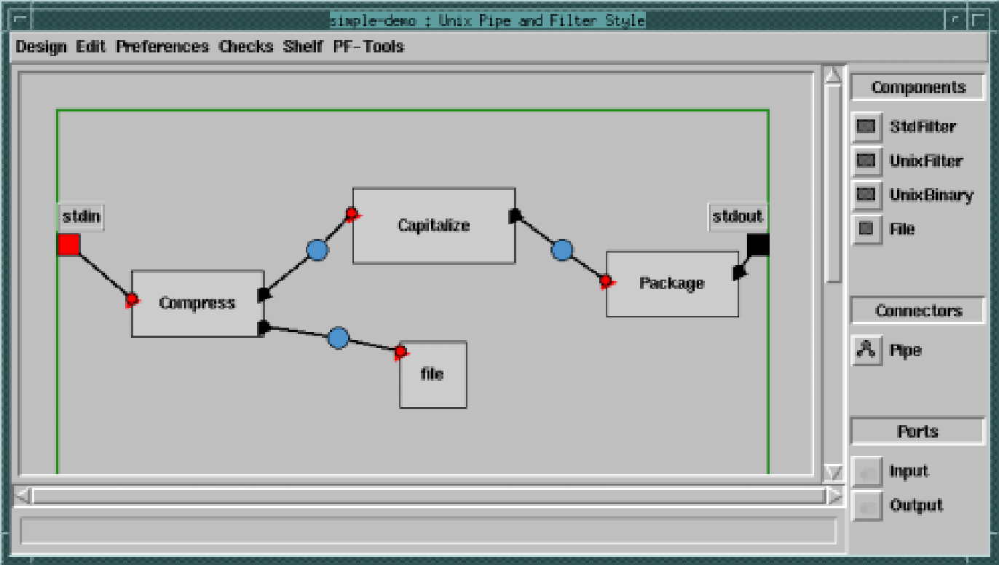 simple-demo : Unix Pipe and Filter Style
Design Edit Preferences Checks Shelf PF-Tools
Components
StdFilter
UnixFilter
UnixBinary
File
stdin
Capitalize
stdout
Compress
Package
file
Connectors
Pipe
Ports
Input
Output